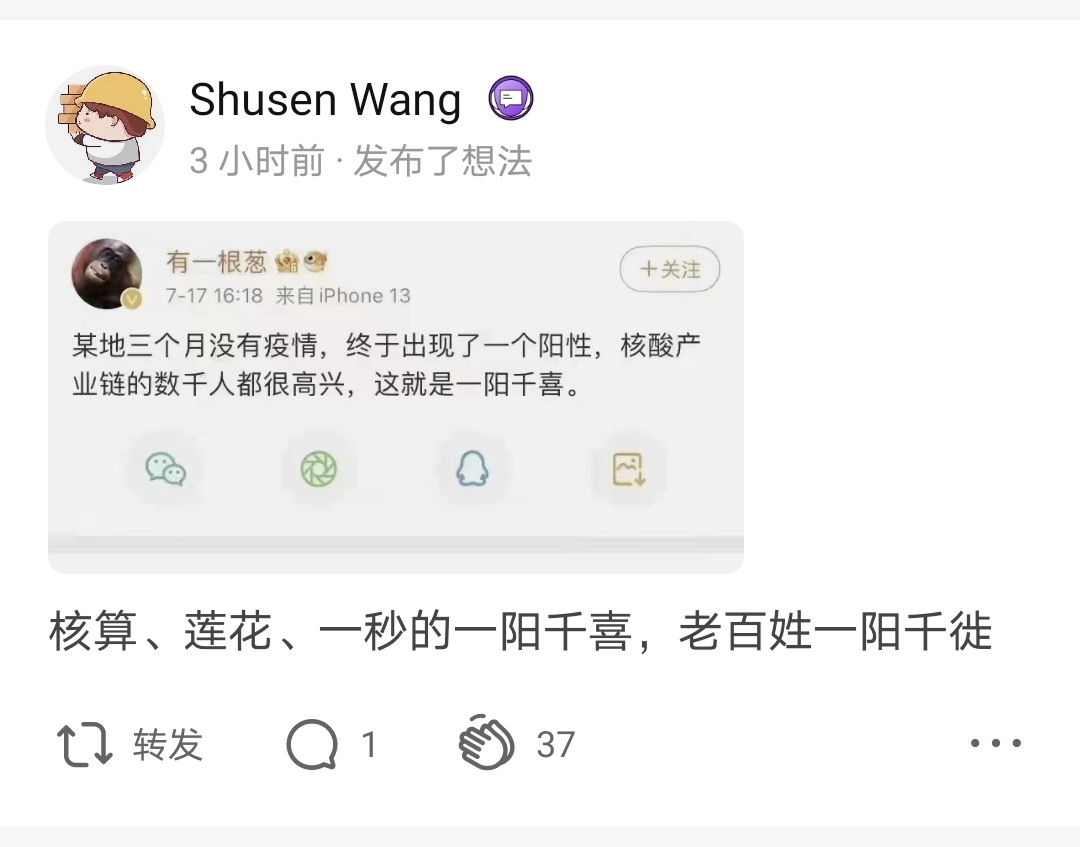 Shusen Wang
3 小时前 · 发布了想法
有一根葱
+关注
7-17 16:18 来自 iPhone 13
某地三个月没有疫情，终于出现了一个阳性，核酸产
业链的数千人都很高兴，这就是一阳千喜。
核算、莲花、一秒的一阳千喜，老百姓一阳千徙
转发
1
37